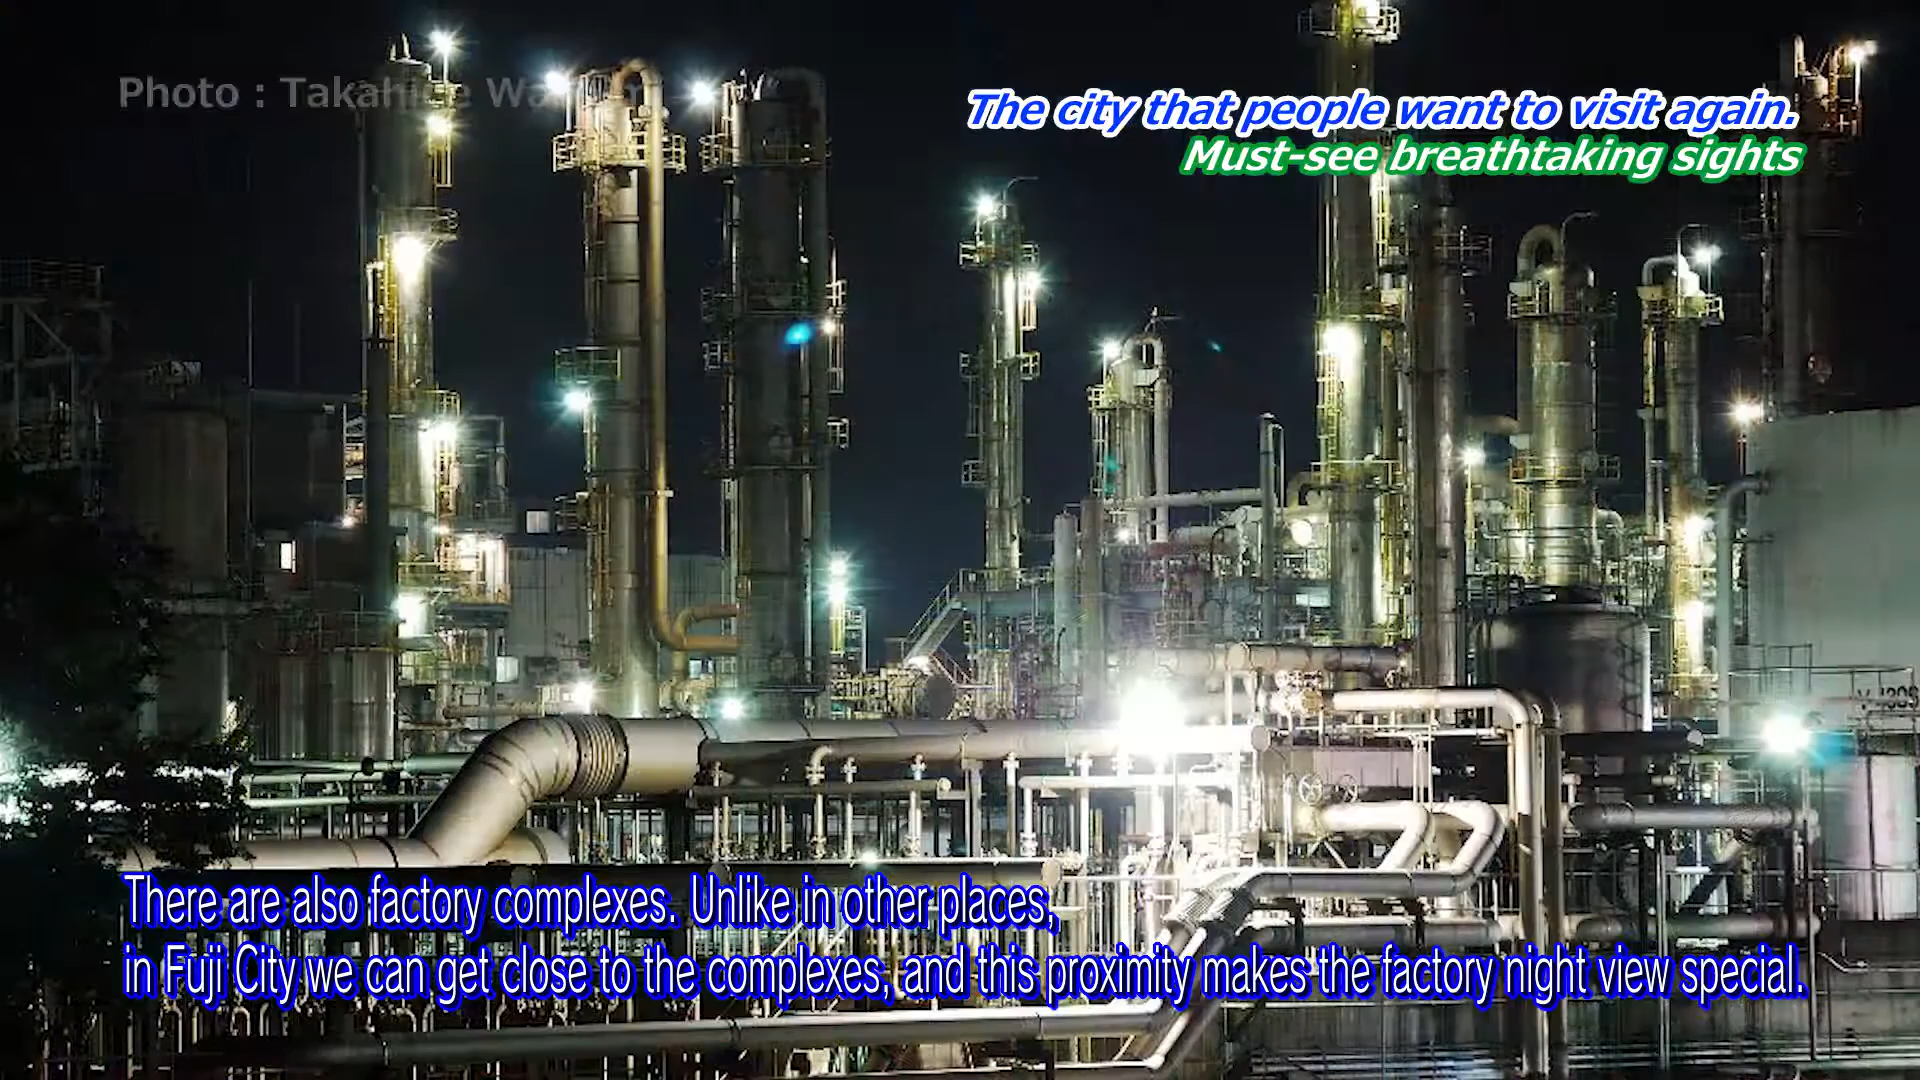 Photo : Takahide
The city that people want to visit again.
Must-see breathtaking sights
There are also factory complexes. Unlike in other places,
in Fuji City we can get close to the complexes, and this proximity makes the factory night view special.